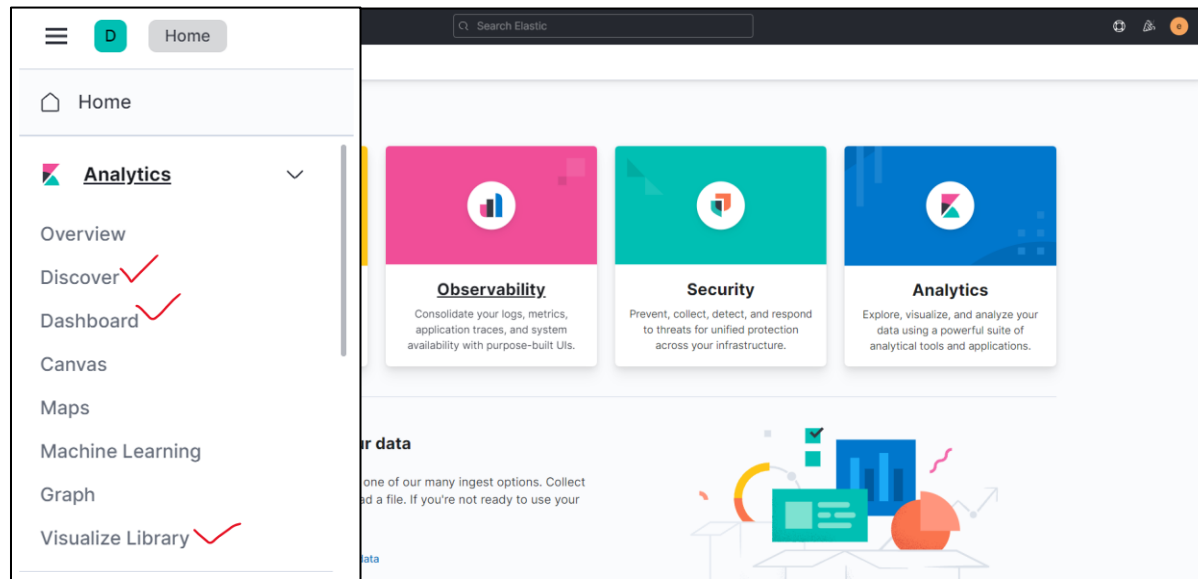 D
Home
Home
Analytics
Overview
Discover
Dashboard
Canvas
Maps
Machine Learning
Graph
Visualize Library
Search Elastic
e
Observability
Consolidate your logs, metrics,
application traces, and system
availability with purpose-built UIs.
Security
Prevent, collect, detect, and respond
to threats for unified protection
across your infrastructure.
Analytics
Explore, visualize, and analyze your
data using a powerful suite of
analytical tools and applications.
data
one of our many ingest options. Collect
a file. If you're not ready to use your